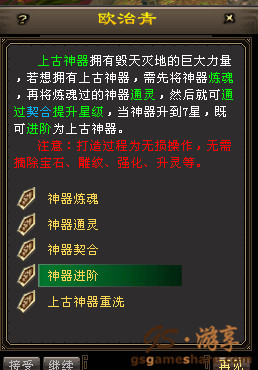 欧治青
上古神器拥有毁天灭地的巨大力量
，若想拥有上古神器，需先将神器炼魂
，再将炼魂过的神器通灵，然后就可通
过契合提升星级，当神器升到7星，既
可进阶为上古神器。
注意：打造过程为无损操作，无需
摘除宝石、雕纹、强化、升灵等。
神器炼魂
神器通灵
神器契合
神器进阶
上古神器重洗
游享
gsgameshare.com
接受 继续 再见